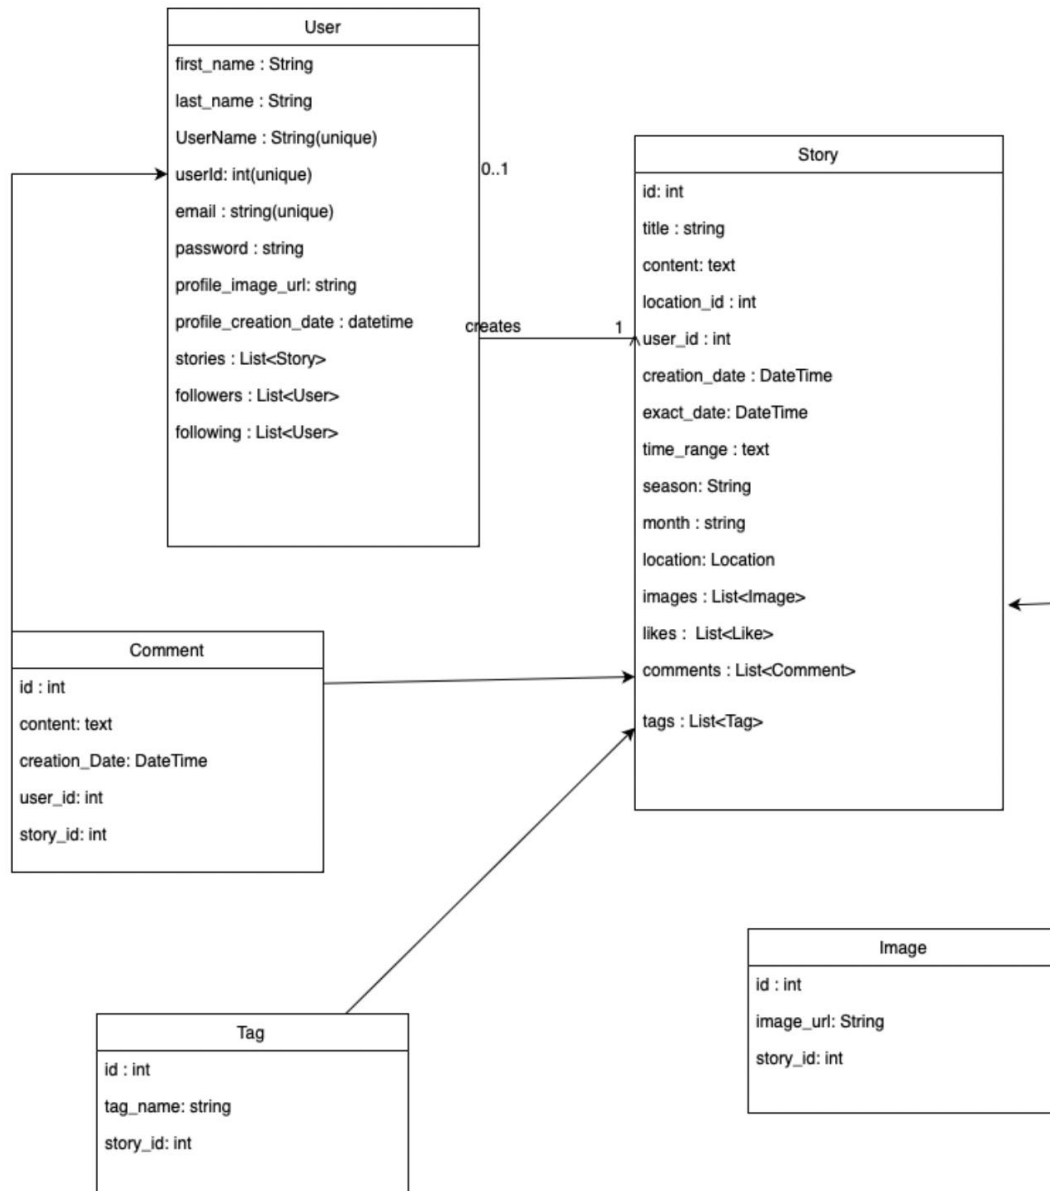 User
first_name : String
last_name : String
UserName : String(unique)
userId: int(unique)
email : string(unique)
password : string
profile_image_url: string
profile_creation_date : datetime
stories : List<Story>
followers : List<User>
following : List<User>
0..1
creates
1
Story
id: int
title : string
content: text
location_id : int
user_id : int
creation_date : DateTime
exact_date: DateTime
time_range : text
season: String
month : string
location: Location
images : List<Image>
likes :  List<Like>
comments : List<Comment>
tags : List<Tag>
Comment
id : int
content: text
creation_Date: DateTime
user_id: int
story_id: int
Tag
id : int
tag_name: string
story_id: int
Image
id : int
image_url: String
story_id: int